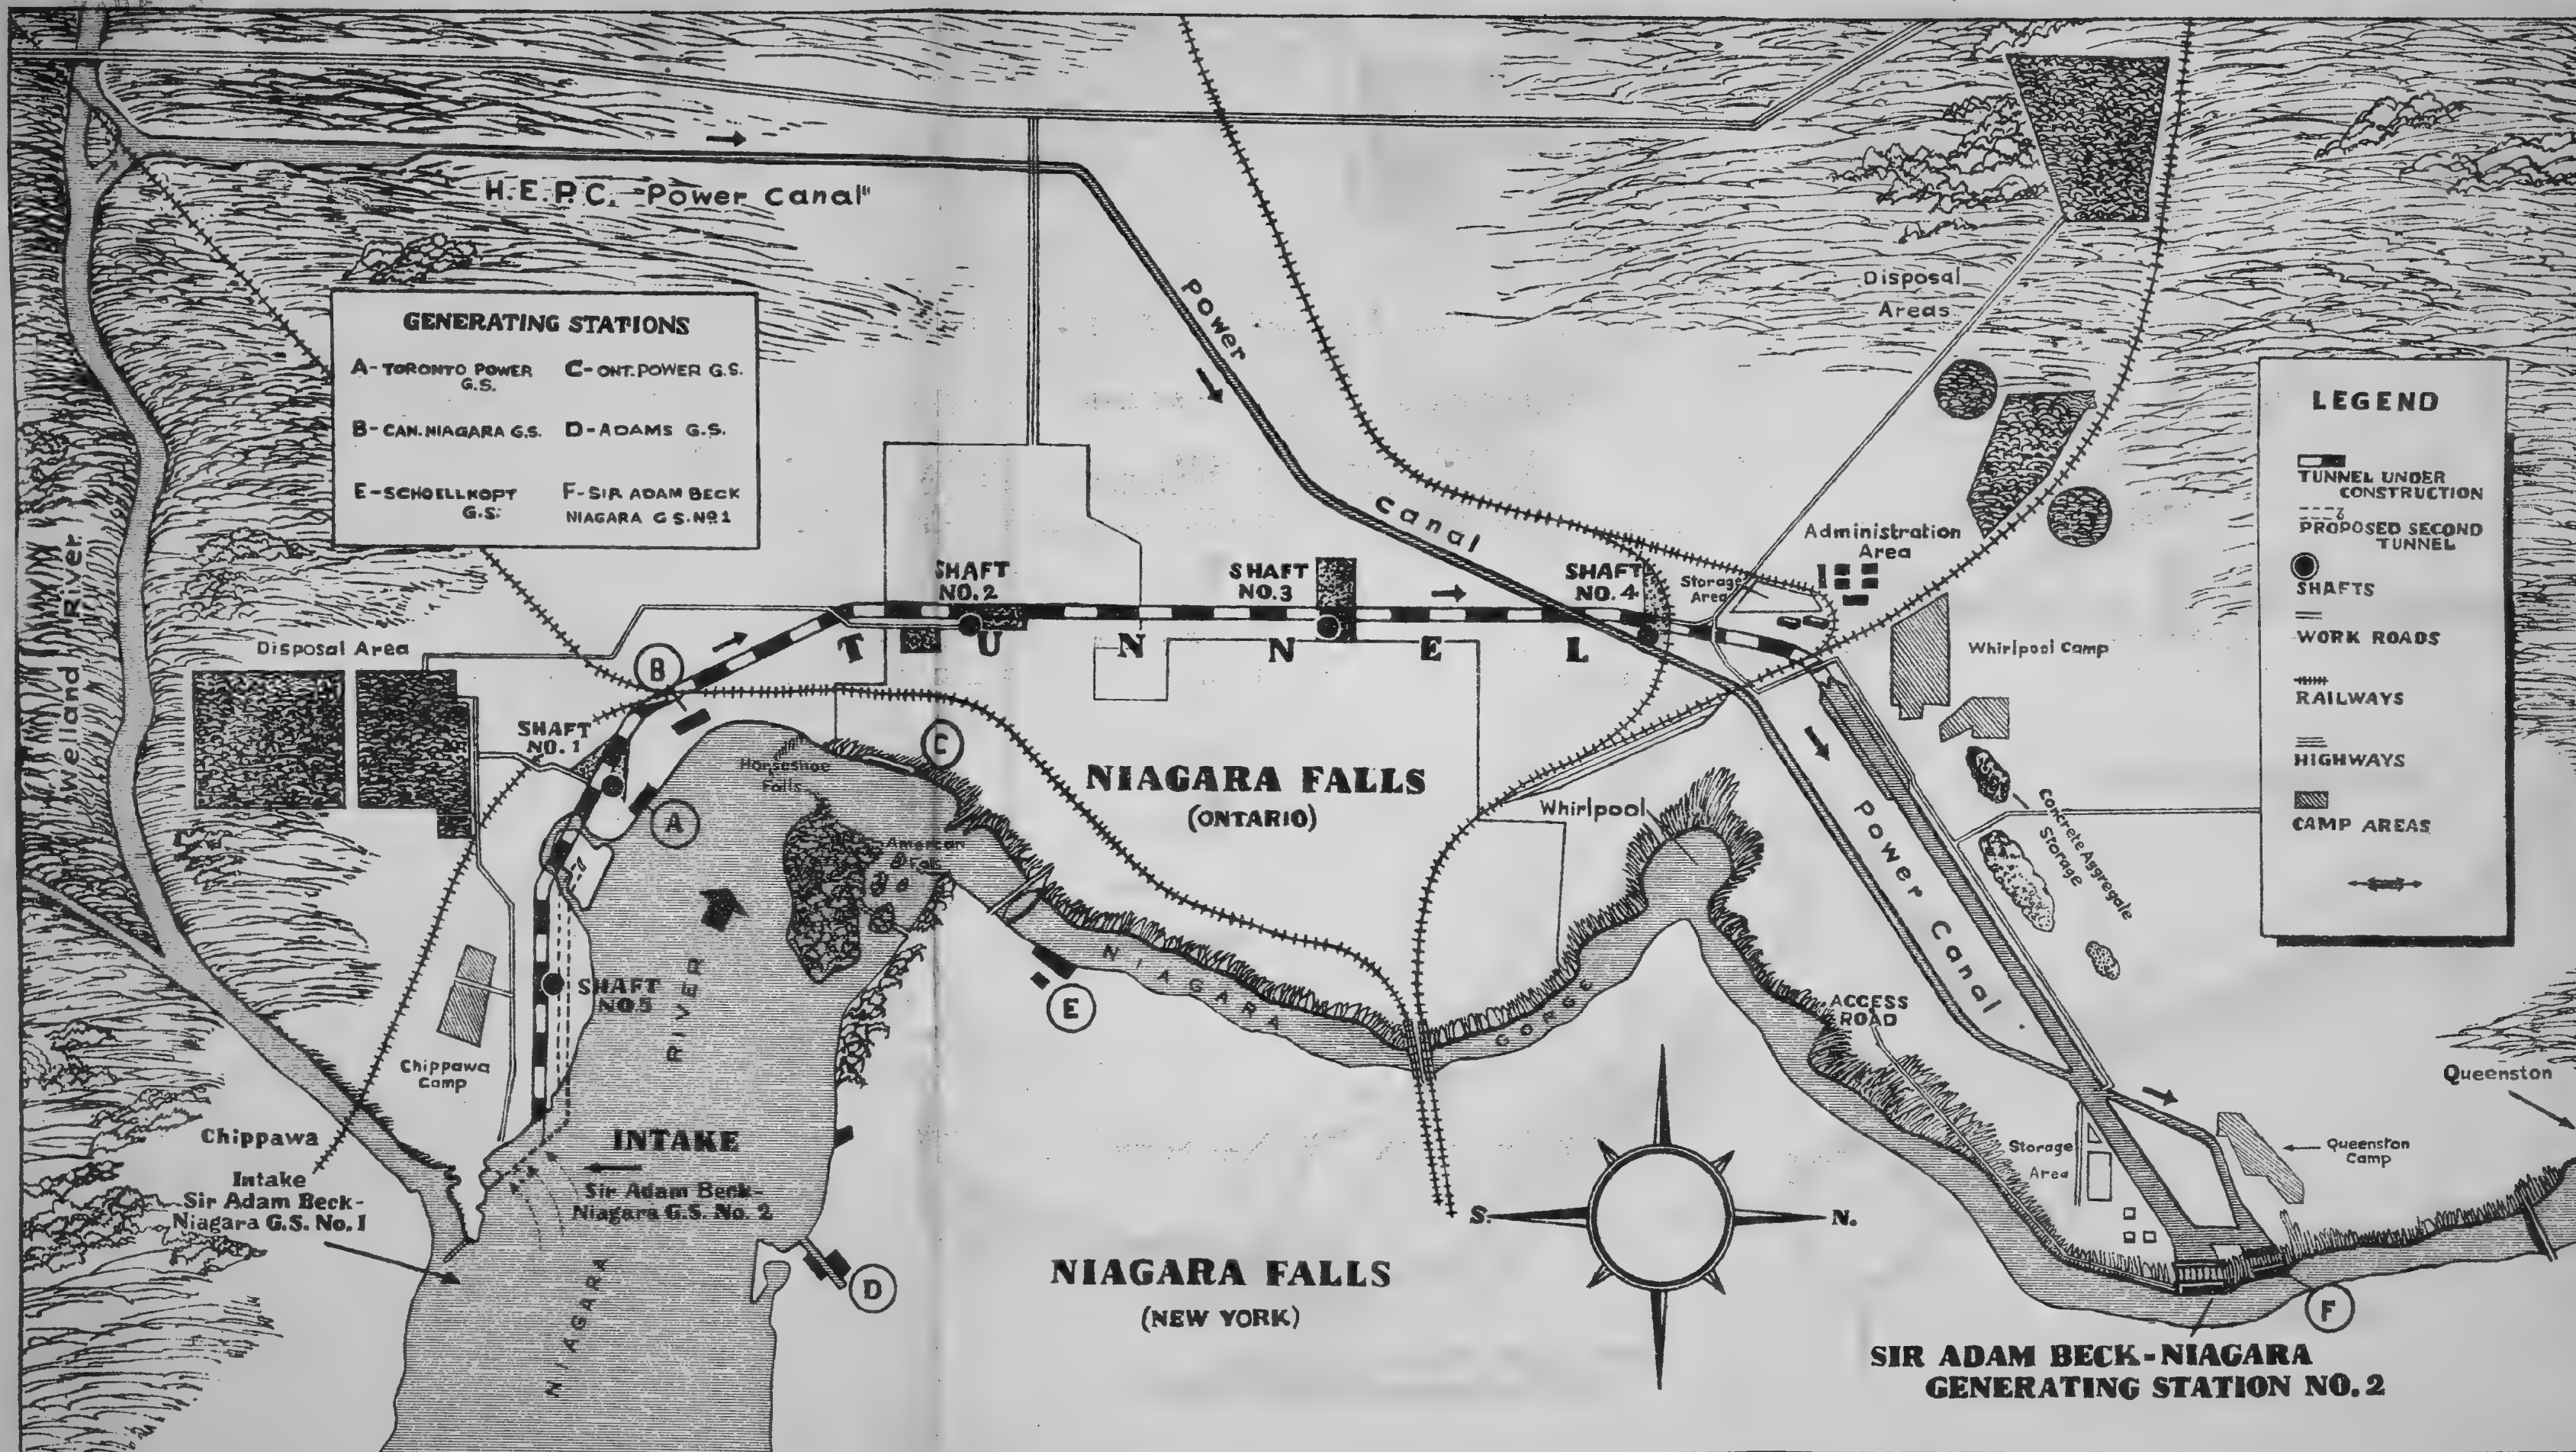 H.E.P.C. "Power Canal"
Power
Canal
GENERATING STATIONS
A-TORONTO POWER
G.S.
C-ONT. POWER G.S.
B-CAN. NIAGARA G.S.
D-ADAMS G.S.
E-SCHOELLKOPT
G.S.
F-SIR ADAM BECK
NIAGARA G S. Nº 1
Disposal
Areas
LEGEND
TUNNEL UNDER
CONSTRUCTION
PROPOSED SECOND
TUNNEL
SHAFTS
WORK ROADS
RAILWAYS
HIGHWAYS
CAMP AREAS
Administration
Area
Storage
Area
SHAFT
NO. 2
SHAFT
NO. 3
SHAFT
NO. 4
TUNNEL
Welland River
Disposal Area
B
Whirlpool Camp
SHAFT
NO. 1
C
Horseshoe
Falls
A
American
Falls
NIAGARA FALLS
(ONTARIO)
Whirlpool
Power Canal
Concrete Aggregate
Storage
SHAFT
NO.5
RIVER
E
NIAGARA
GORGE
ACCESS
ROAD
Chippawa
Camp
Queenston
Chippawa
INTAKE
Sir Adam Beck-
Niagara G.S. No. 2
Intake
Sir Adam Beck-
Niagara G.S. No. 1
Storage
Area
Queenston
Camp
S.
N.
NIAGARA
D
NIAGARA FALLS
(NEW YORK)
F
SIR ADAM BECK-NIAGARA
GENERATING STATION NO. 2